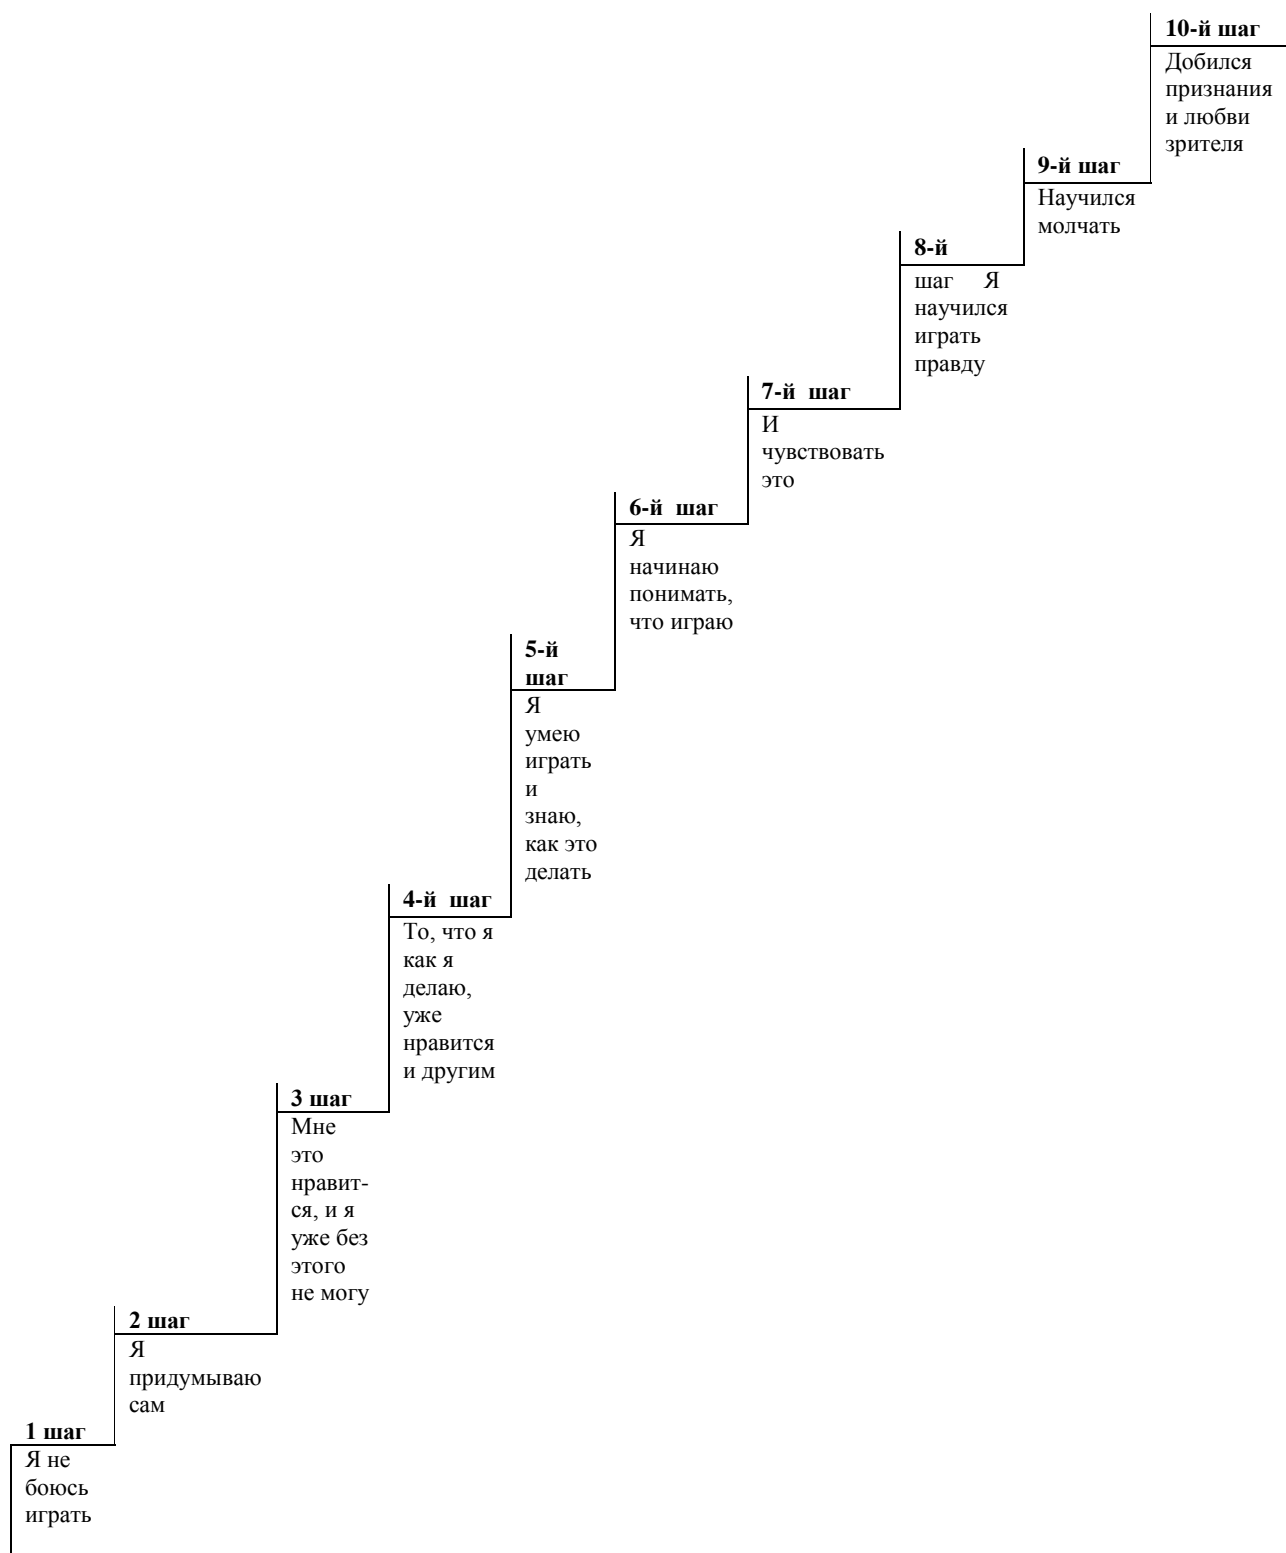 10-й шаг
Добился
признания
и любви
зрителя
9-й шаг
Научился
молчать
8-й
шаг Я
научился
играть
правду
7-й шаг
И
чувствовать
это
6-й шаг
Я
начинаю
понимать,
что играю
5-й
шаг
Я
умею
играть
и
знаю,
как это
делать
4-й шаг
То, что я
как я
делаю,
уже
нравится
и другим
3 шаг
Мне
это
нравит-
ся, и я
уже без
этого
не могу
2 шаг
Я
придумываю
сам
1 шаг
Я не
боюсь
играть